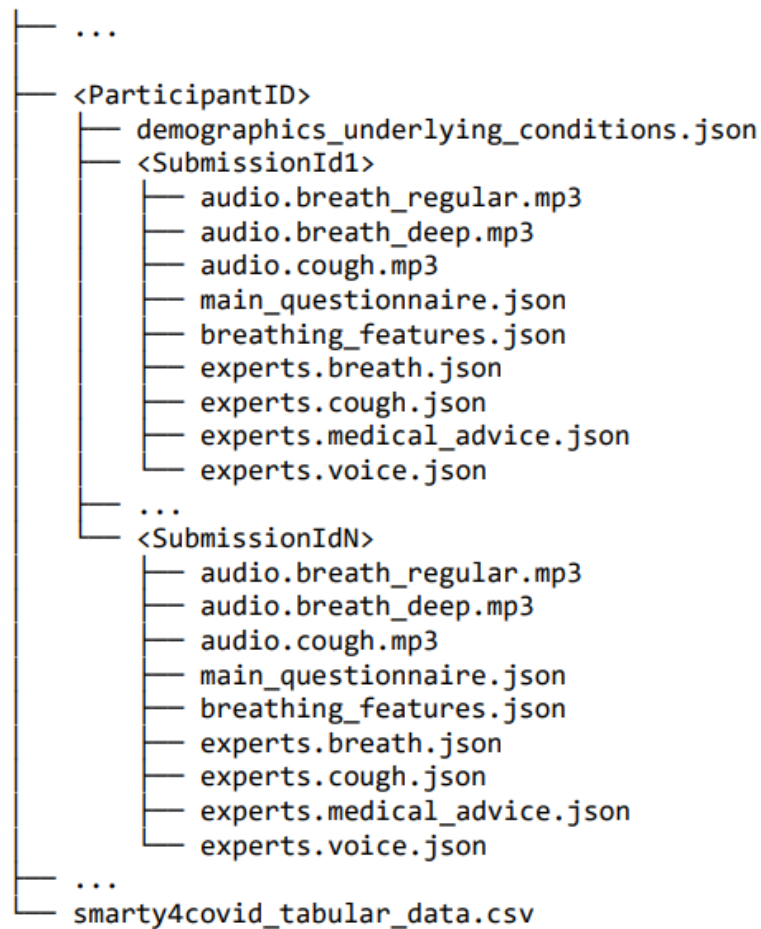 ├── ...
│
├── <ParticipantID>
│   ├── demographics_underlying_conditions.json
│   ├── <SubmissionId1>
│   │   ├── audio.breath_regular.mp3
│   │   ├── audio.breath_deep.mp3
│   │   ├── audio.cough.mp3
│   │   ├── main_questionnaire.json
│   │   ├── breathing_features.json
│   │   ├── experts.breath.json
│   │   ├── experts.cough.json
│   │   ├── experts.medical_advice.json
│   │   └── experts.voice.json
│   ├── ...
│   └── <SubmissionIdN>
│       ├── audio.breath_regular.mp3
│       ├── audio.breath_deep.mp3
│       ├── audio.cough.mp3
│       ├── main_questionnaire.json
│       ├── breathing_features.json
│       ├── experts.breath.json
│       ├── experts.cough.json
│       ├── experts.medical_advice.json
│       └── experts.voice.json
├── ...
└── smarty4covid_tabular_data.csv